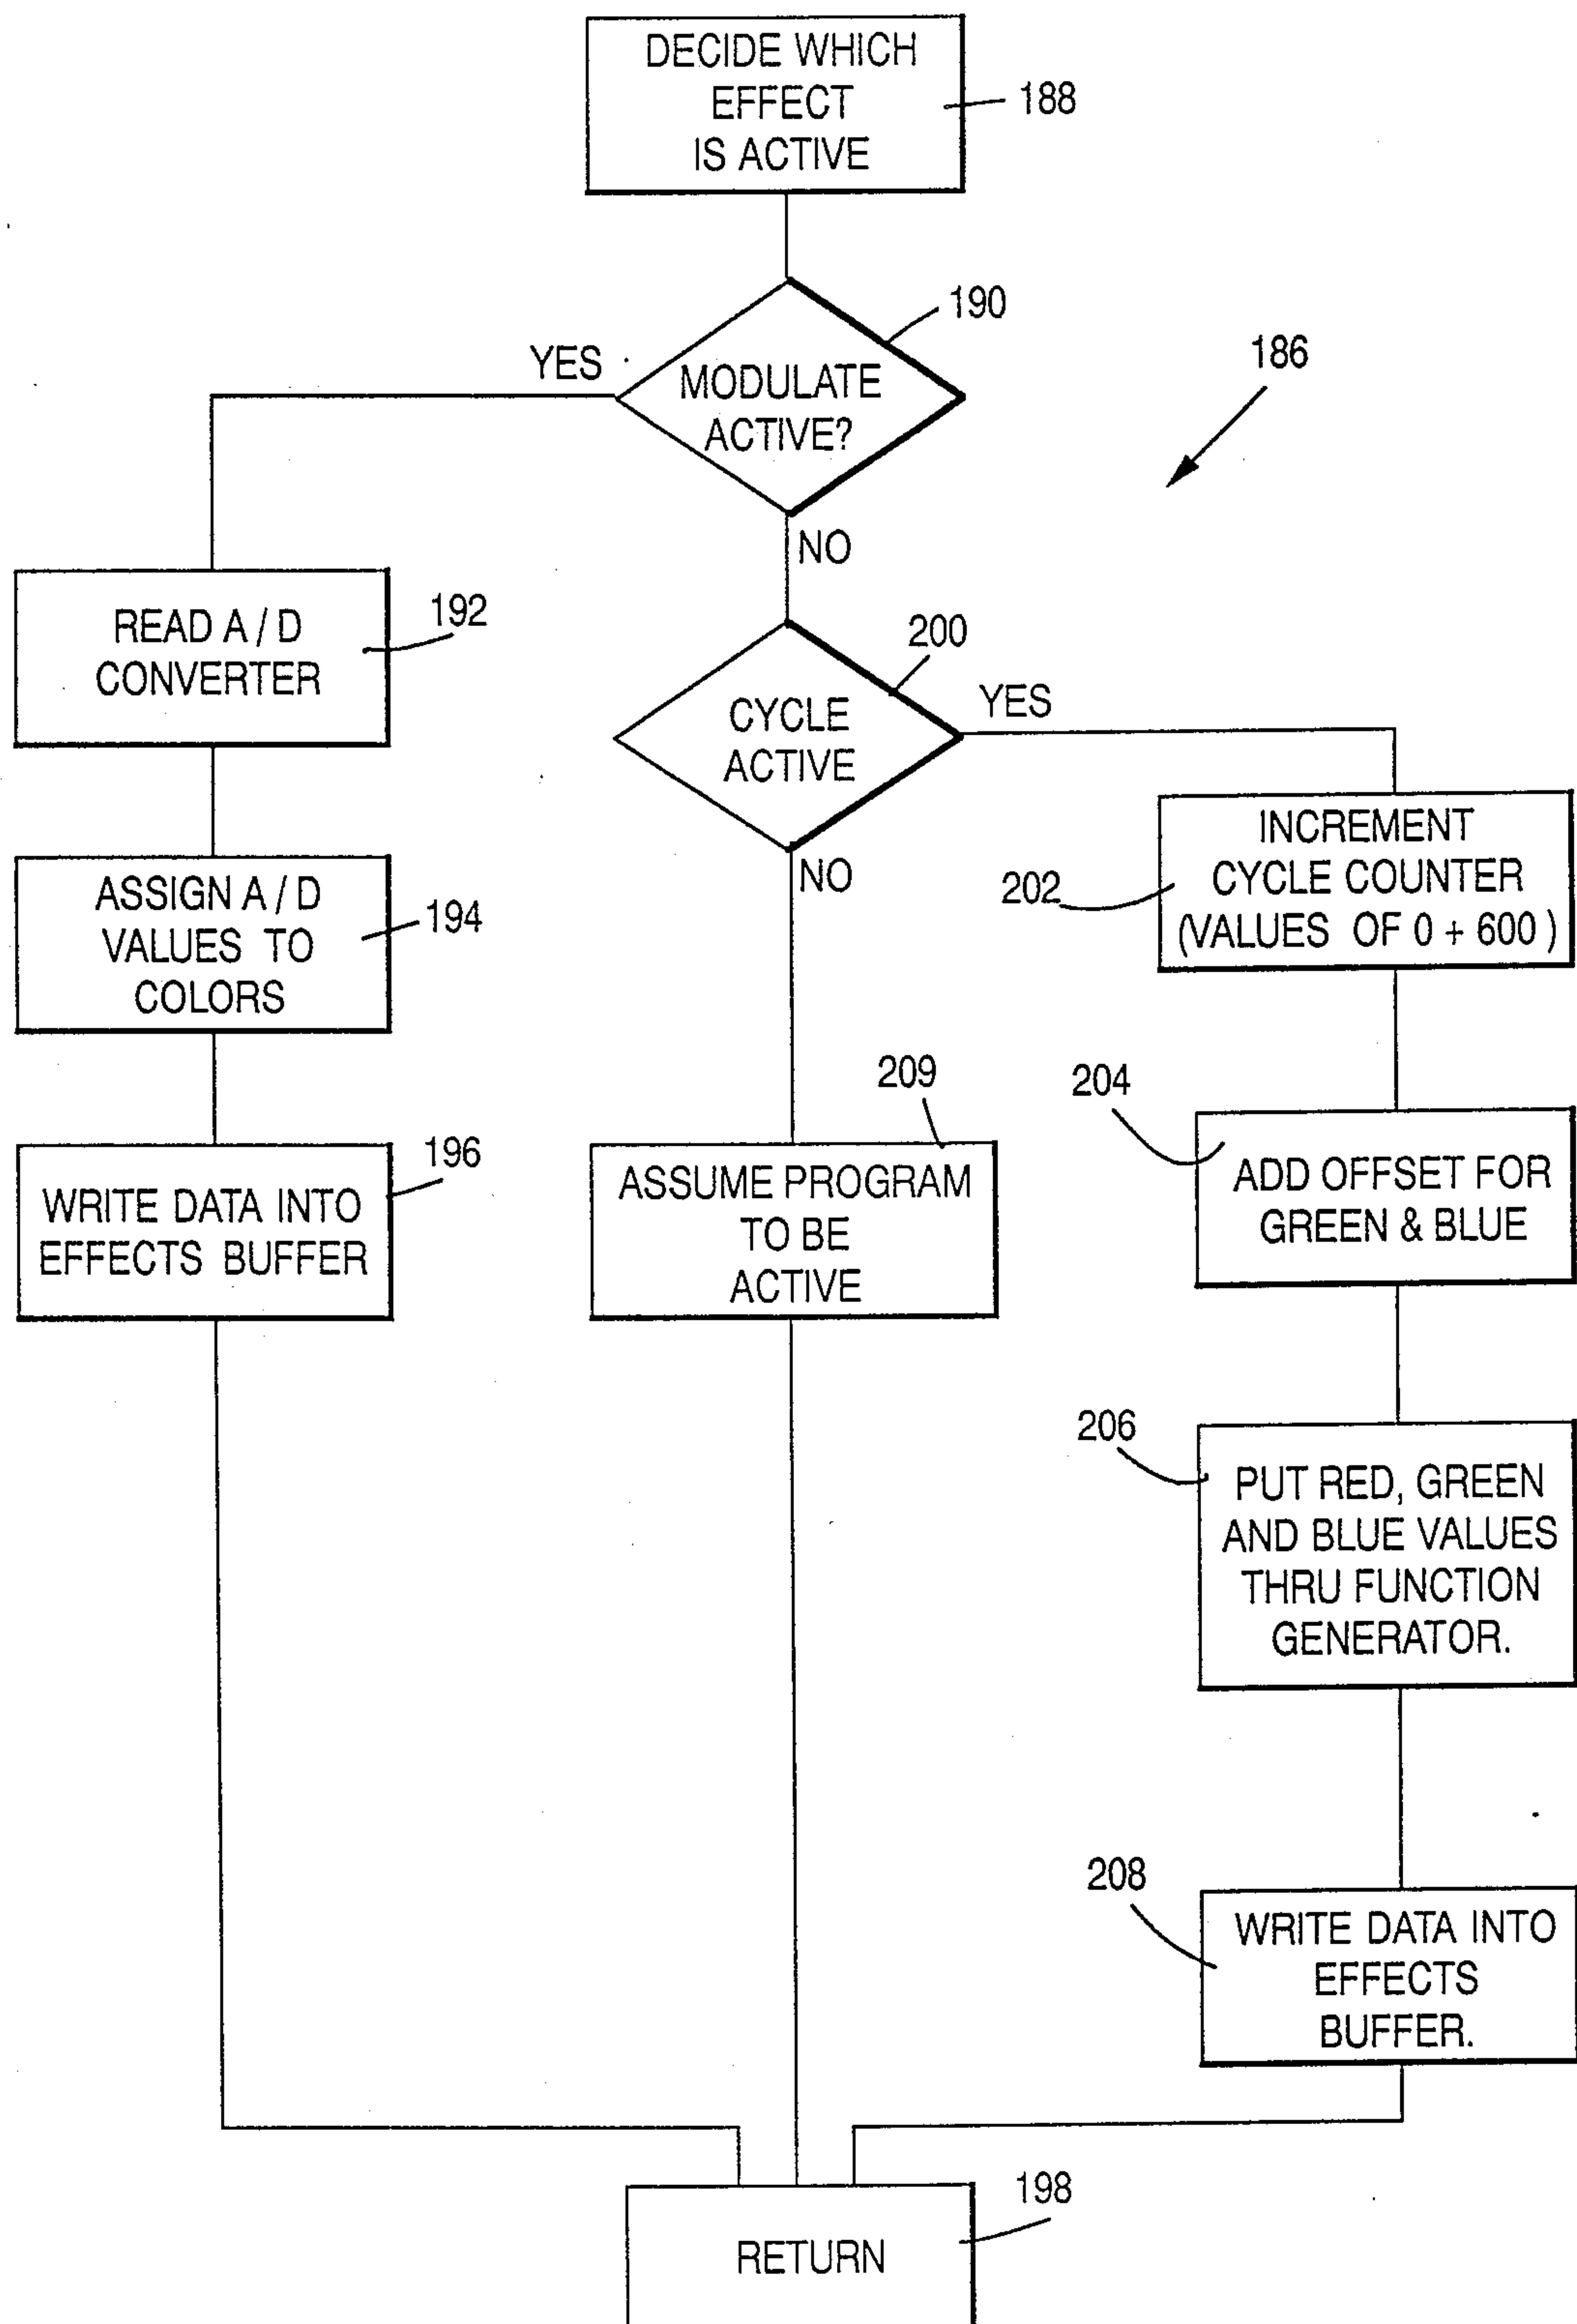 DECIDE WHICH
EFFECT
IS ACTIVE
188
190
YES
MODULATE
ACTIVE?
186
NO
READ A / D
CONVERTER
192
200
CYCLE
ACTIVE
YES
NO
INCREMENT
CYCLE COUNTER
(VALUES OF 0 + 600 )
202
ASSIGN A / D
VALUES TO
COLORS
194
209
204
WRITE DATA INTO
EFFECTS BUFFER
196
ASSUME PROGRAM
TO BE
ACTIVE
ADD OFFSET FOR
GREEN & BLUE
206
PUT RED, GREEN
AND BLUE VALUES
THRU FUNCTION
GENERATOR.
208
WRITE DATA INTO
EFFECTS
BUFFER.
198
RETURN